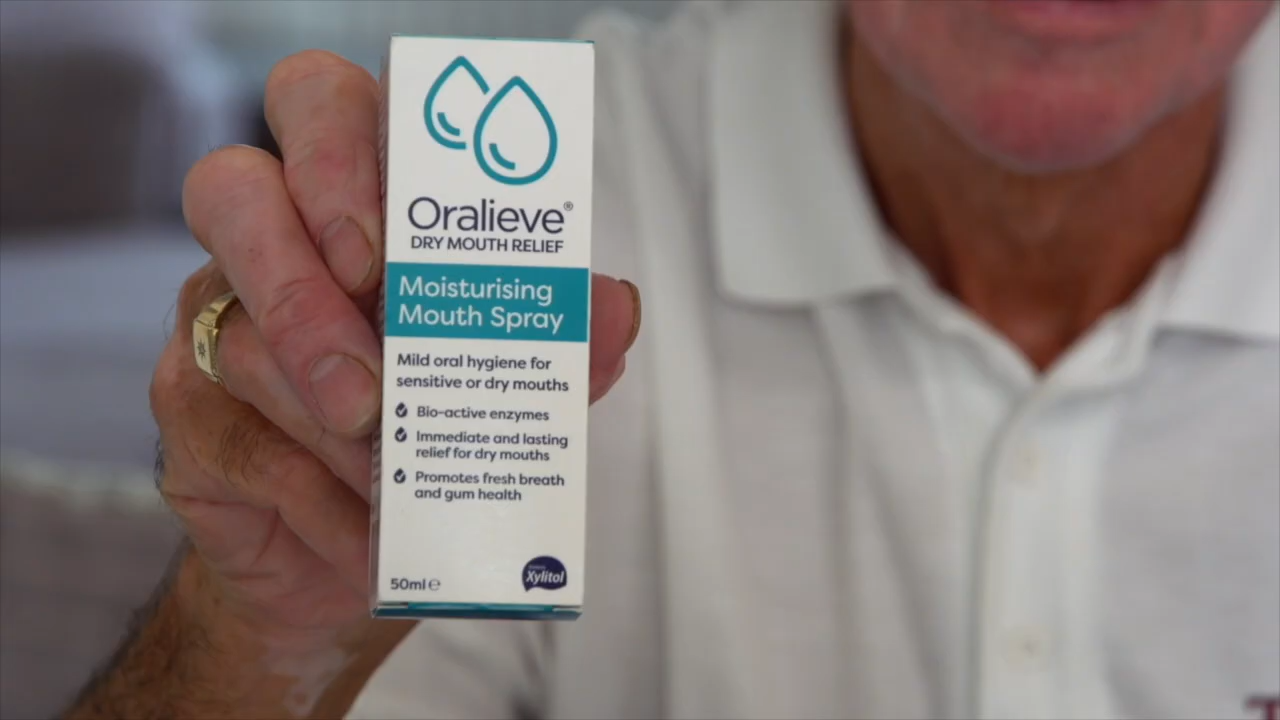 Oralieve®
DRY MOUTH RELIEF
Moisturising
Mouth Spray
Mild oral hygiene for
sensitive or dry mouths
Bio-active enzymes
Immediate and lasting
relief for dry mouths
Promotes fresh breath
and gum health
50ml ℮
Xylitol